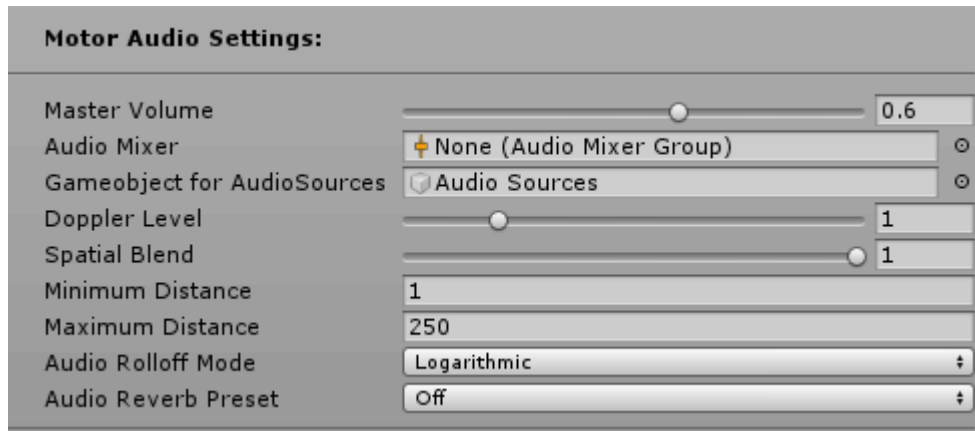 Motor Audio Settings:
Master Volume 0.6
Audio Mixer None (Audio Mixer Group)
Gameobject for AudioSources Audio Sources
Doppler Level 1
Spatial Blend 1
Minimum Distance 1
Maximum Distance 250
Audio Rolloff Mode Logarithmic
Audio Reverb Preset Off